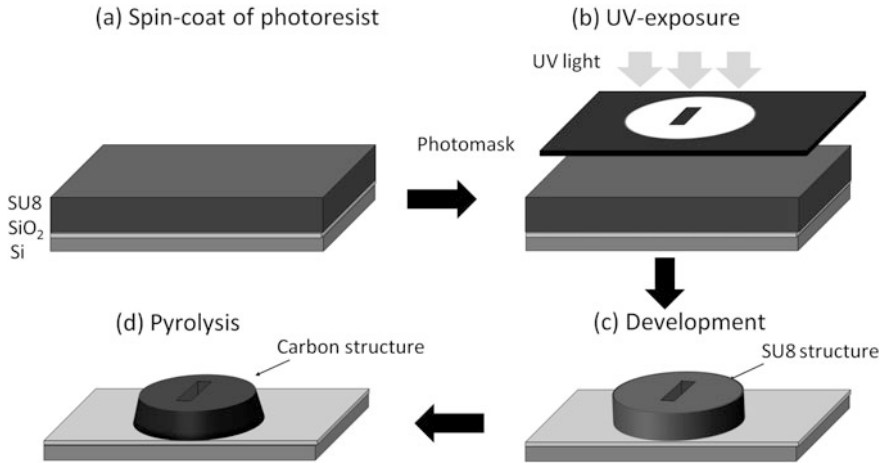 (a) Spin-coat of photoresist
(b) UV-exposure
UV light
Photomask
SU8
SiO₂
Si
(d) Pyrolysis
(c) Development
Carbon structure
SU8 structure